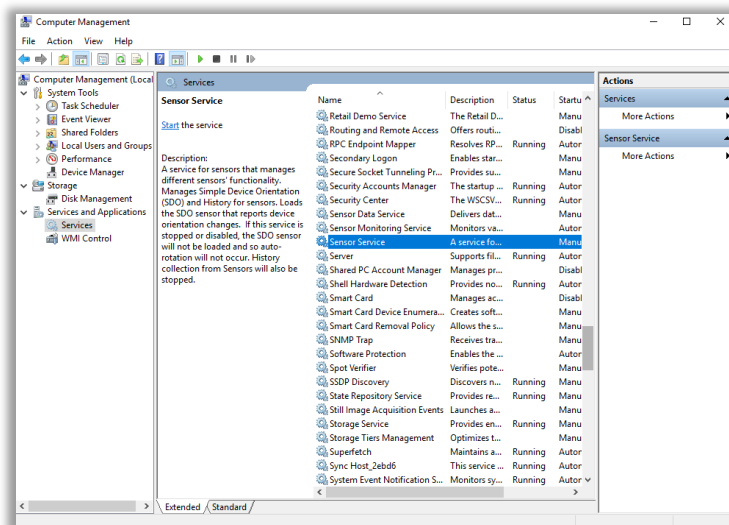 Computer Management
File Action View Help
Computer Management (Local
System Tools
Task Scheduler
Event Viewer
Shared Folders
Local Users and Groups
Performance
Device Manager
Storage
Disk Management
Services and Applications
Services
WMI Control
Services
Sensor Service
Start the service
Description:
A service for sensors that manages
different sensors' functionality.
Manages Simple Device Orientation
(SDO) and History for sensors. Loads
the SDO sensor that reports device
orientation changes. If this service is
stopped or disabled, the SDO sensor
will not be loaded and so auto-
rotation will not occur. History
collection from Sensors will also be
stopped.
Name Description Status Startu
Retail Demo Service The Retail D... Manu
Routing and Remote Access Offers routi... Disabl
RPC Endpoint Mapper Resolves RP... Running Autor
Secondary Logon Enables star... Manu
Secure Socket Tunneling Pr... Provides su... Manu
Security Accounts Manager The startup ... Running Autor
Security Center The WSCSV... Running Autor
Sensor Data Service Delivers dat... Manu
Sensor Monitoring Service Monitors va... Manu
Sensor Service A service fo... Manu
Server Supports fil... Running Autor
Shared PC Account Manager Manages pr... Disabl
Shell Hardware Detection Provides no... Running Autor
Smart Card Manages ac... Disabl
Smart Card Device Enumera... Creates soft... Manu
Smart Card Removal Policy Allows the s... Manu
SNMP Trap Receives tra... Manu
Software Protection Enables the ... Autor
Spot Verifier Verifies pote... Manu
SSDP Discovery Discovers n... Running Manu
State Repository Service Provides re... Running Manu
Still Image Acquisition Events Launches a... Manu
Storage Service Provides en... Running Manu
Storage Tiers Management Optimizes t... Manu
Superfetch Maintains a... Running Autor
Sync Host_2ebd6 This service ... Running Autor
System Event Notification S... Monitors sy... Running Autor
Extended Standard
Actions
Services
More Actions
Sensor Service
More Actions